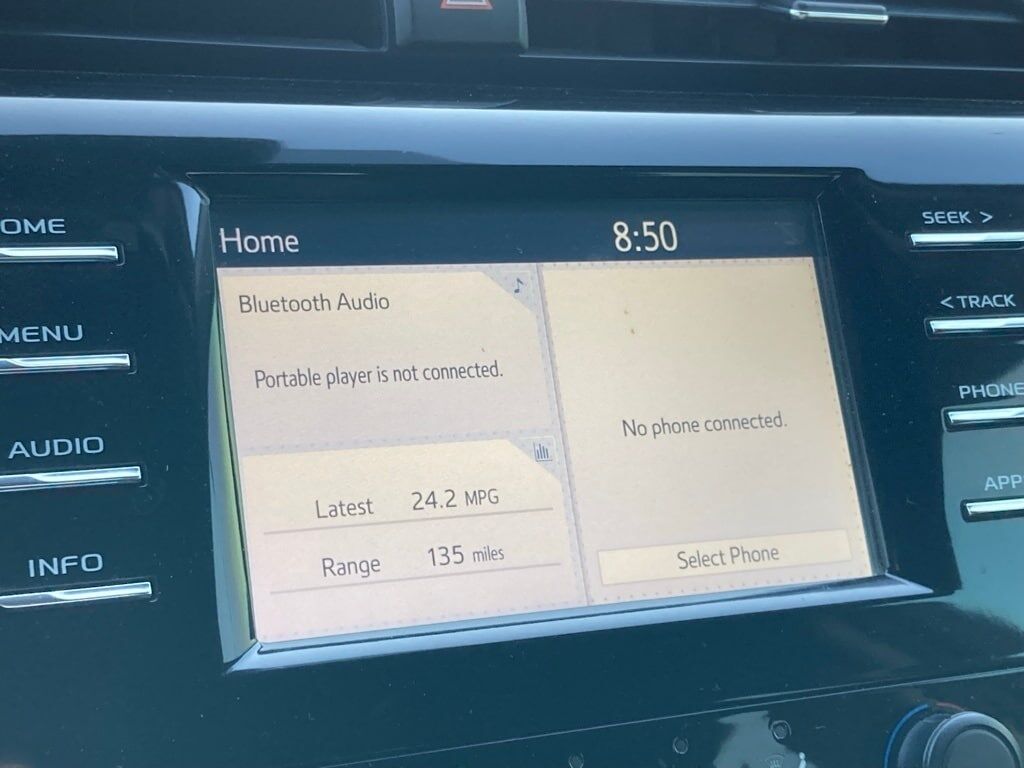 Home 8:50
Bluetooth Audio
Portable player is not connected.
Latest 24.2 MPG
Range 135 miles
No phone connected.
Select Phone
OME
MENU
AUDIO
INFO
SEEK >
< TRACK
PHONE
APP